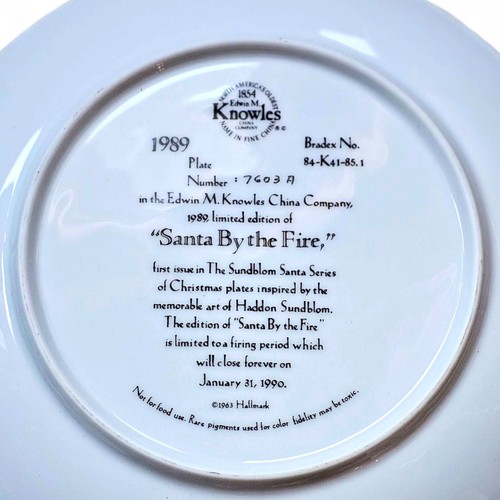 NORTH AMERICA'S OLDEST
1854
Edwin M.
Knowles
CHINA
COMPANY
NAME IN FINE CHINA
®©
1989
Bradex No.
Plate
84-K41-85.1
Number : 7603 A
in the Edwin M. Knowles China Company,
1989 limited edition of
“Santa By the Fire,”
first issue in The Sundblom Santa Series
of Christmas plates inspired by the
memorable art of Haddon Sundblom.
The edition of "Santa By the Fire"
is limited to a firing period which
will close forever on
January 31, 1990.
©1963 Hallmark
Not for food use. Rare pigments used for color fidelity may be toxic.